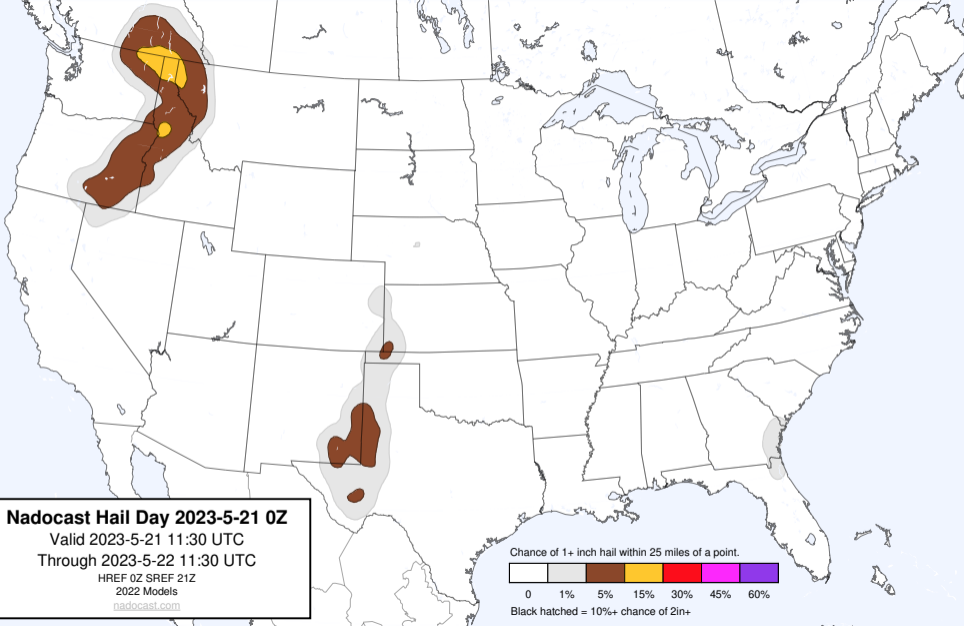 Nadocast Hail Day 2023-5-21 0Z
Valid 2023-5-21 11:30 UTC
Through 2023-5-22 11:30 UTC
HREF 0Z SREF 21Z
2022 Models
nadocast.com
Chance of 1+ inch hail within 25 miles of a point.
0 1% 5% 15% 30% 45% 60%
Black hatched = 10%+ chance of 2in+